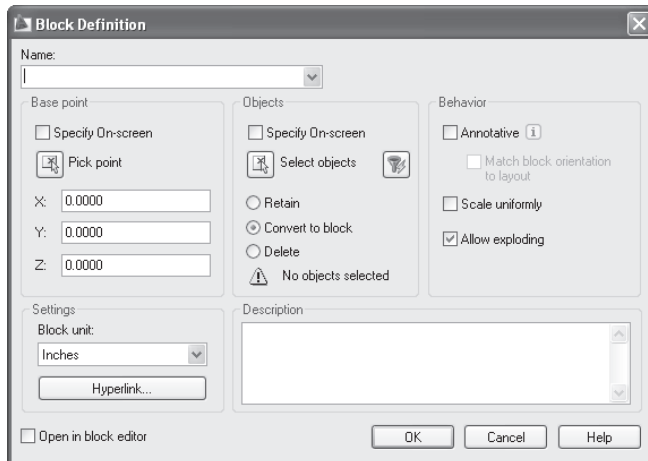 Block Definition
Name:
Base point
Specify On-screen
Pick point
X: 0.0000
Y: 0.0000
Z: 0.0000
Objects
Specify On-screen
Select objects
Retain
Convert to block
Delete
No objects selected
Behavior
Annotative
Match block orientation
to layout
Scale uniformly
Allow exploding
Settings
Block unit:
Inches
Hyperlink...
Description
Open in block editor
OK
Cancel
Help